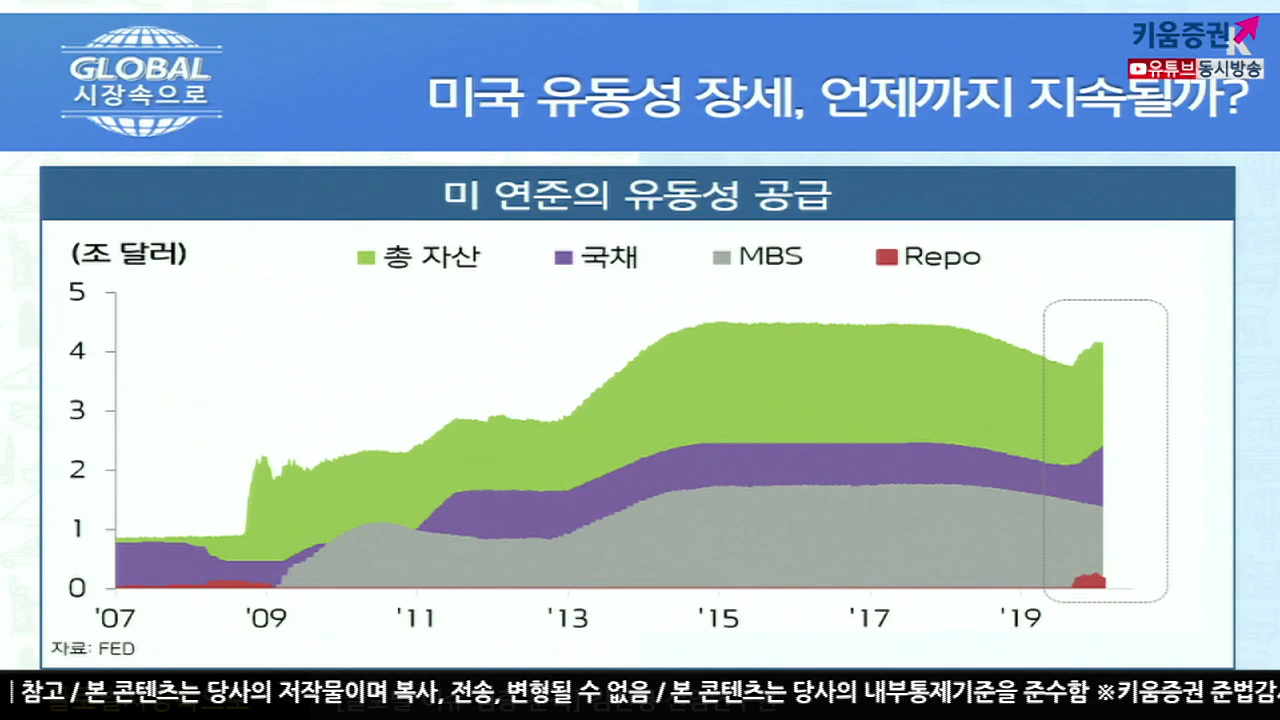 GLOBAL
시장속으로
키움증권
유튜브 동시방송
미국 유동성 장세, 언제까지 지속될까?
미 연준의 유동성 공급
(조 달러)
총 자산
국채
MBS
Repo
5
4
3
2
1
0
'07
'09
'11
'13
'15
'17
'19
자료: FED
| 참고 / 본 콘텐츠는 당사의 저작물이며 복사, 전송, 변형될 수 없음 / 본 콘텐츠는 당사의 내부통제기준을 준수함 ※키움증권 준법감